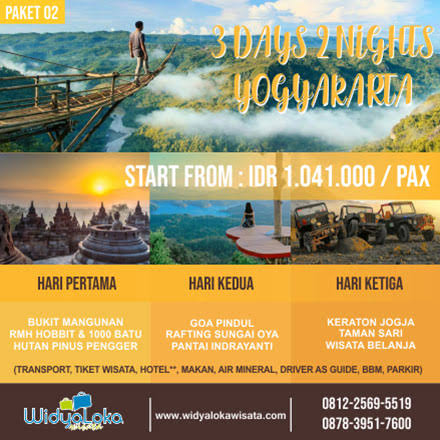 PAKET 02
3 DAYS 2 NIGHTS
YOGYAKARTA
START FROM : IDR 1.041.000 / PAX
HARI PERTAMA
BUKIT MANGUNAN
RMH HOBBIT & 1000 BATU
HUTAN PINUS PENGGER
HARI KEDUA
GOA PINDUL
RAFTING SUNGAI OYA
PANTAI INDRAYANTI
HARI KETIGA
KERATON JOGJA
TAMAN SARI
WISATA BELANJA
(TRANSPORT, TIKET WISATA, HOTEL**, MAKAN, AIR MINERAL, DRIVER AS GUIDE, BBM, PARKIR)
WidyaLoka
WISATA
www.widyalokawisata.com
0812-2569-5519
0878-3951-7600